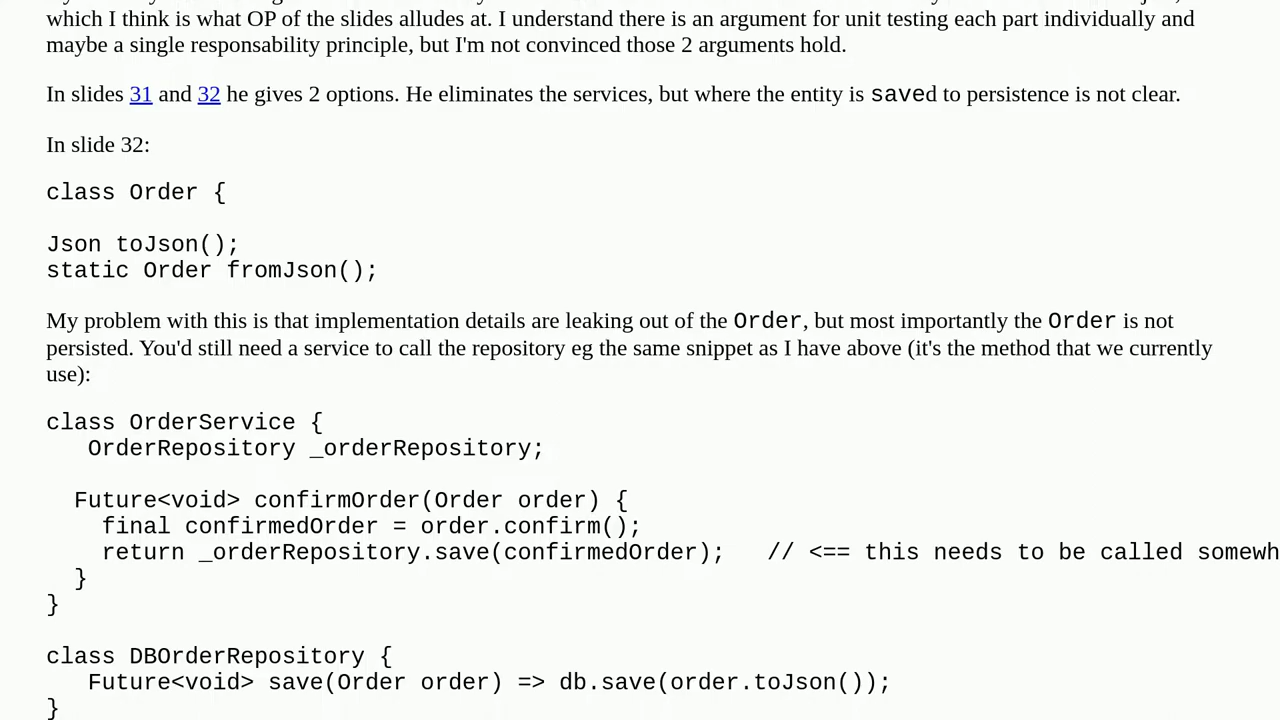 which I think is what OP of the slides alludes at. I understand there is an argument for unit testing each part individually and
maybe a single responsability principle, but I'm not convinced those 2 arguments hold.
In slides 31 and 32 he gives 2 options. He eliminates the services, but where the entity is saved to persistence is not clear.
In slide 32:
class Order {
Json toJson();
static Order fromJson();
My problem with this is that implementation details are leaking out of the Order, but most importantly the Order is not
persisted. You'd still need a service to call the repository eg the same snippet as I have above (it's the method that we currently
use):
class OrderService {
   OrderRepository _orderRepository;
  Future<void> confirmOrder(Order order) {
    final confirmedOrder = order.confirm();
    return _orderRepository.save(confirmedOrder);   // <== this needs to be called somewh
  }
}
class DBOrderRepository {
   Future<void> save(Order order) => db.save(order.toJson());
}